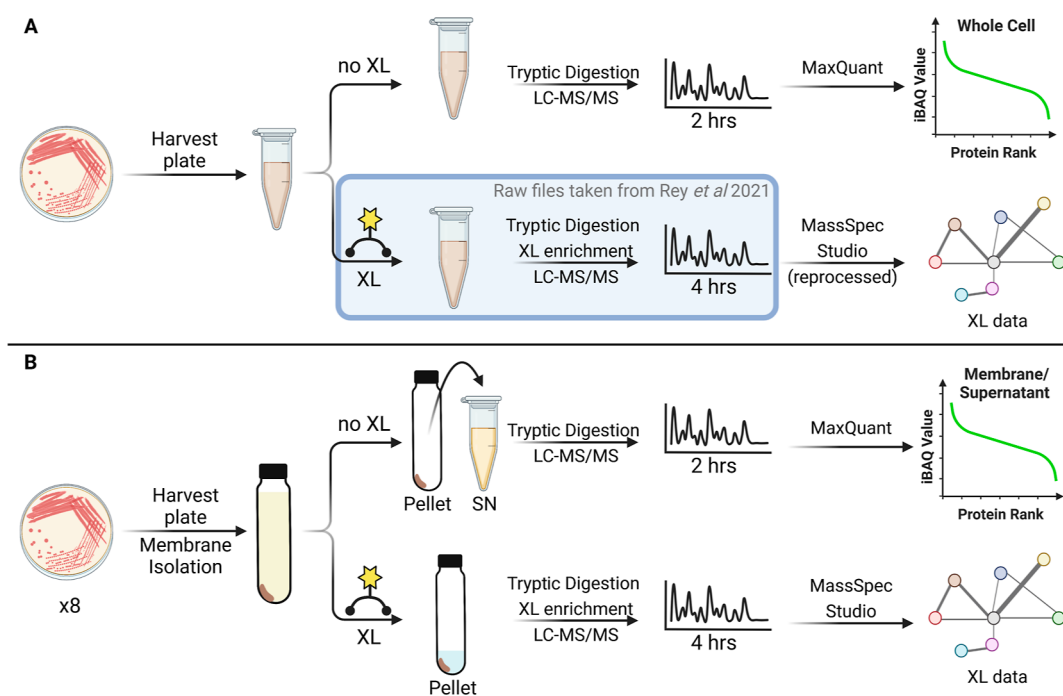 A
Harvest
plate
no XL
Tryptic Digestion
LC-MS/MS
2 hrs
MaxQuant
Whole Cell
iBAQ Value
Protein Rank
Raw files taken from Rey et al 2021
XL
Tryptic Digestion
XL enrichment
LC-MS/MS
4 hrs
MassSpec
Studio
(reprocessed)
XL data
B
x8
Harvest
plate
Membrane
Isolation
no XL
Pellet
SN
Tryptic Digestion
LC-MS/MS
2 hrs
MaxQuant
Membrane/
Supernatant
iBAQ Value
Protein Rank
XL
Pellet
Tryptic Digestion
XL enrichment
LC-MS/MS
4 hrs
MassSpec
Studio
XL data